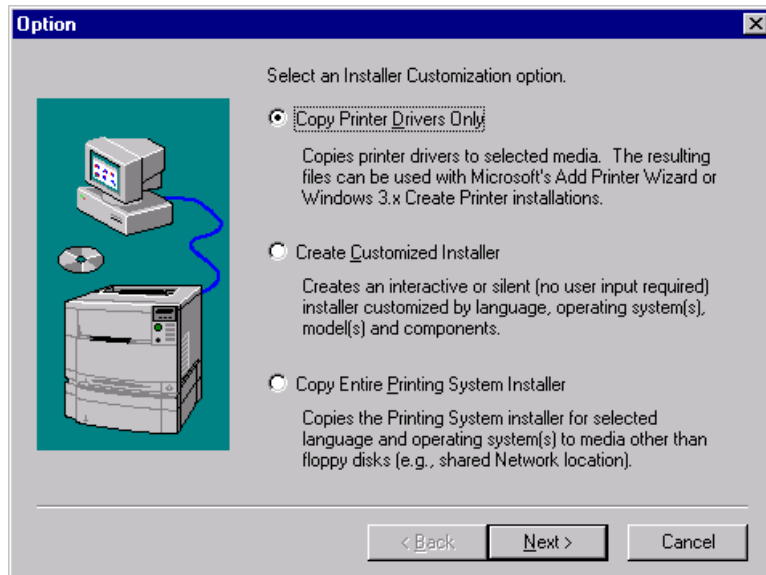 Option
Select an Installer Customization option.
Copy Printer Drivers Only
Copies printer drivers to selected media. The resulting
files can be used with Microsoft's Add Printer Wizard or
Windows 3.x Create Printer installations.
Create Customized Installer
Creates an interactive or silent (no user input required)
installer customized by language, operating system(s),
model(s) and components.
Copy Entire Printing System Installer
Copies the Printing System installer for selected
language and operating system(s) to media other than
floppy disks (e.g., shared Network location).
< Back Next > Cancel